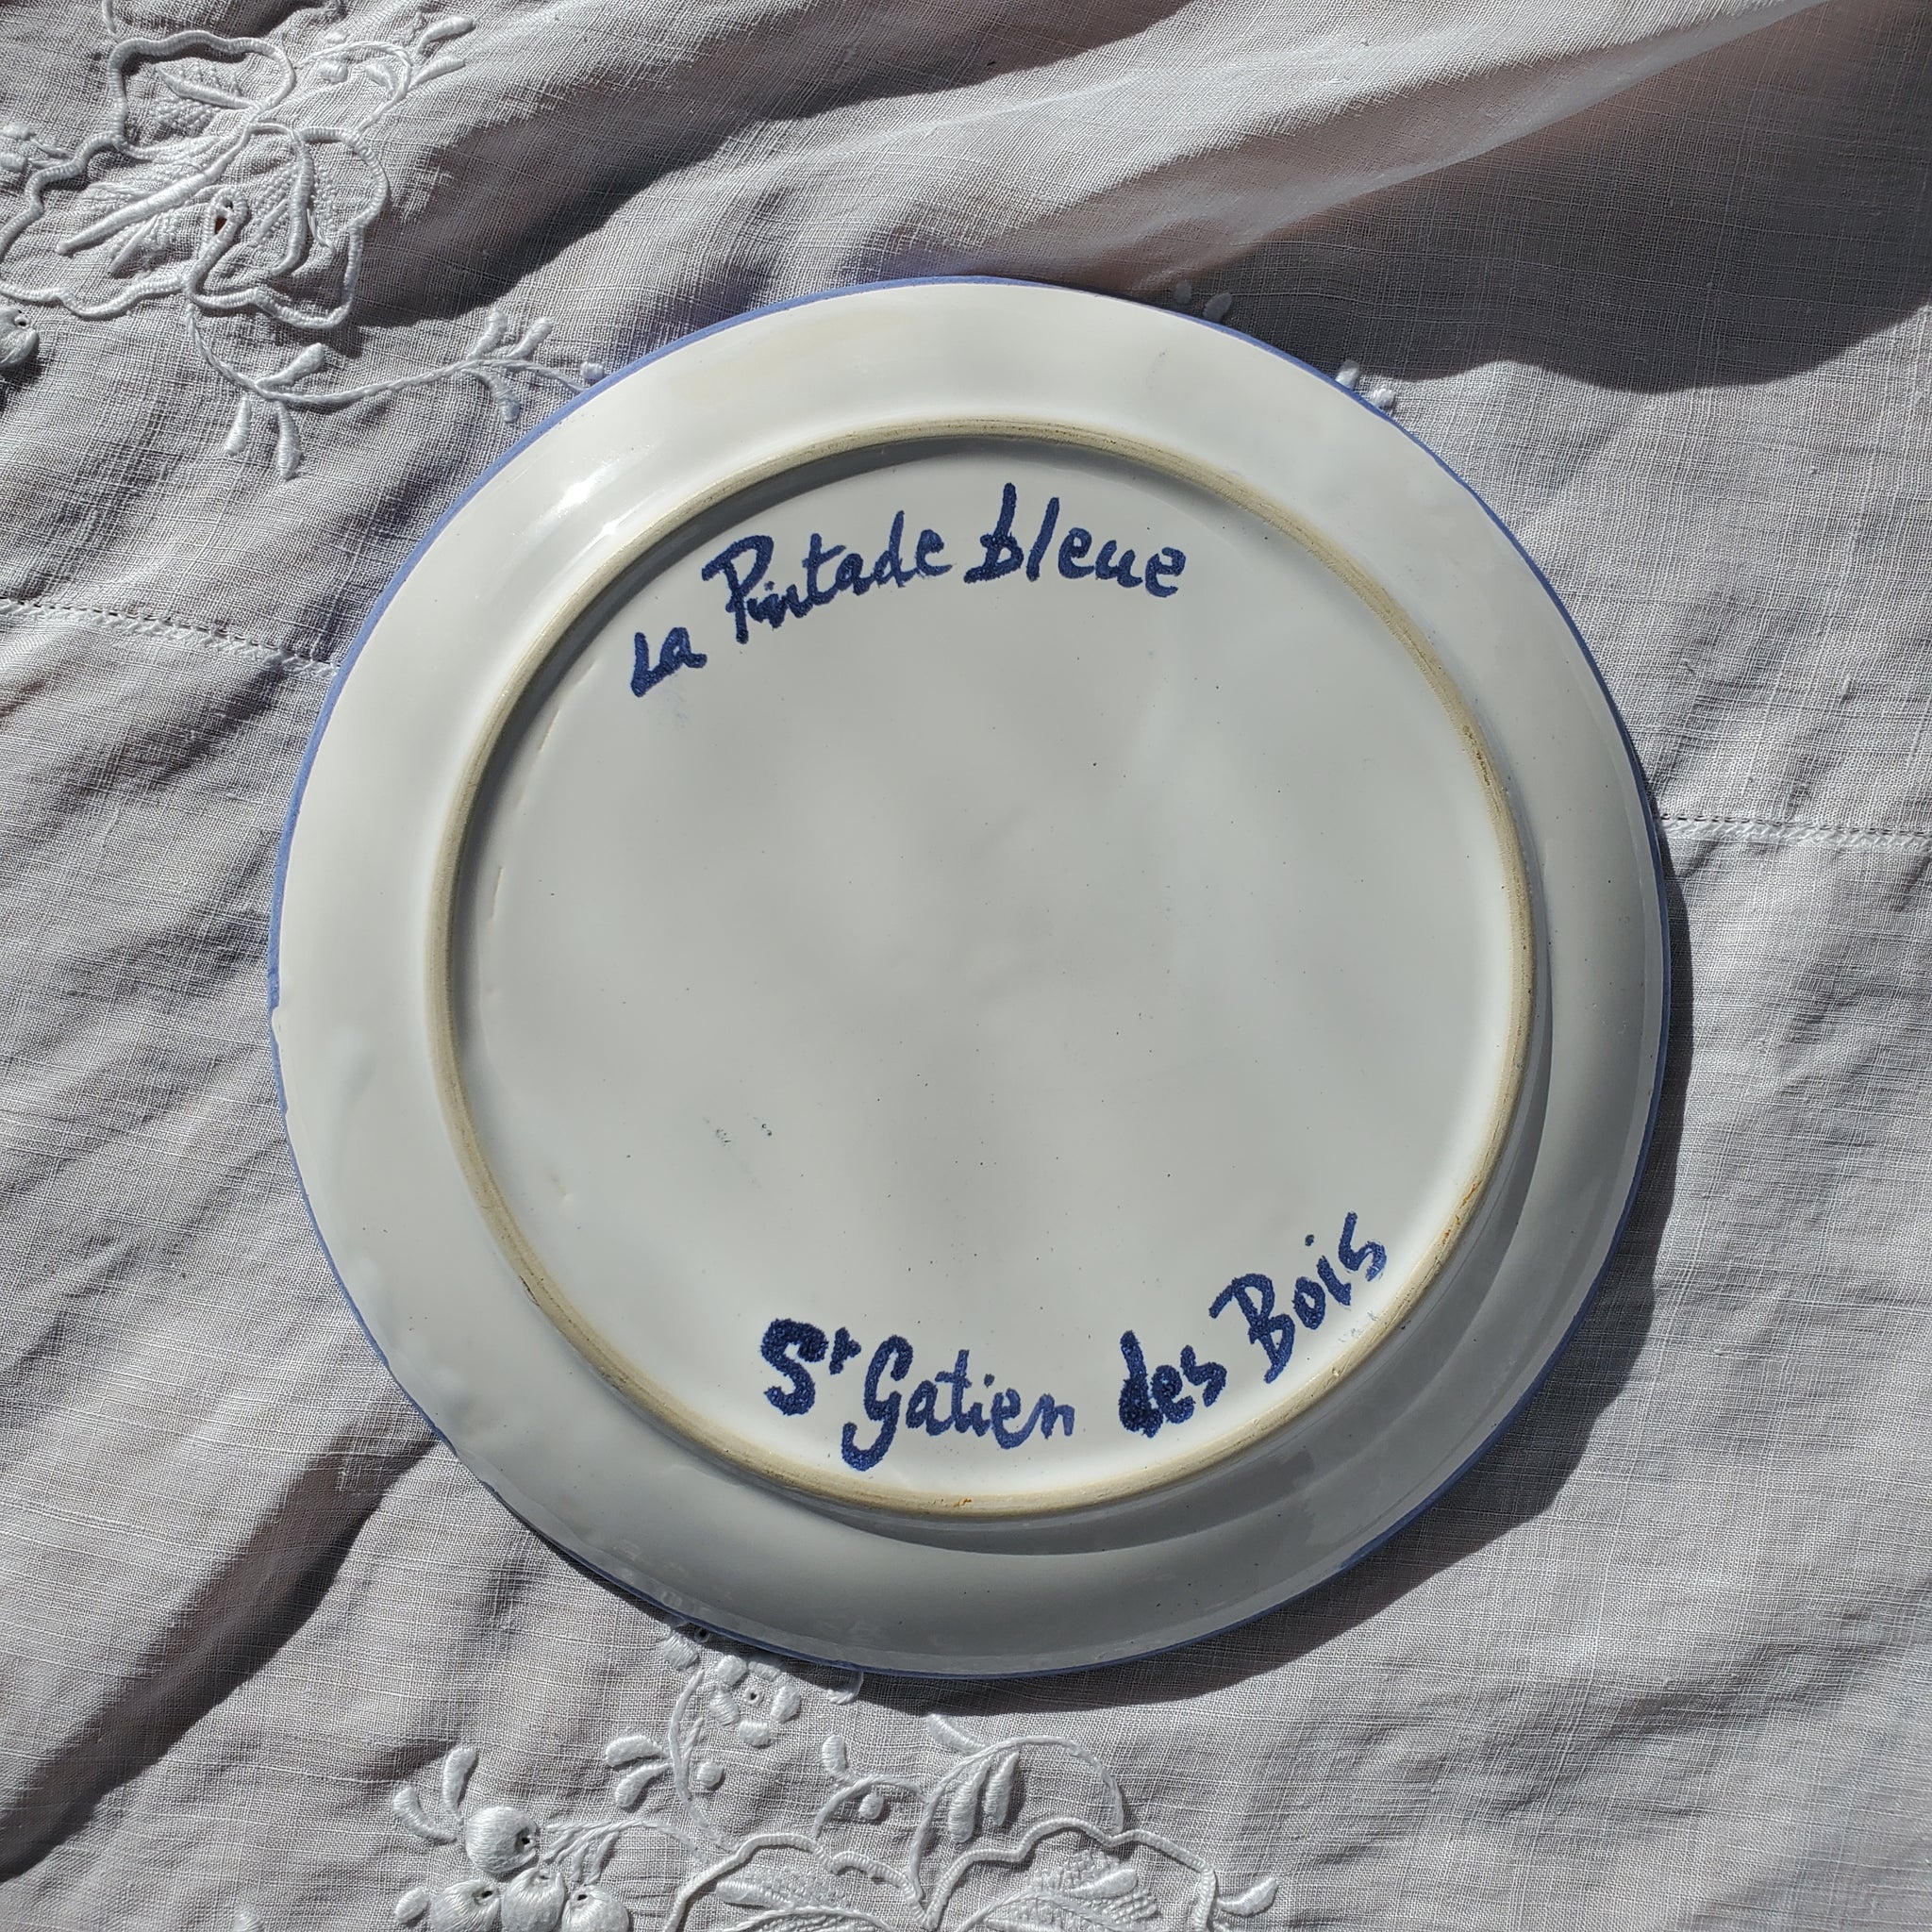 La Pintade bleue
St Gatien des Bois